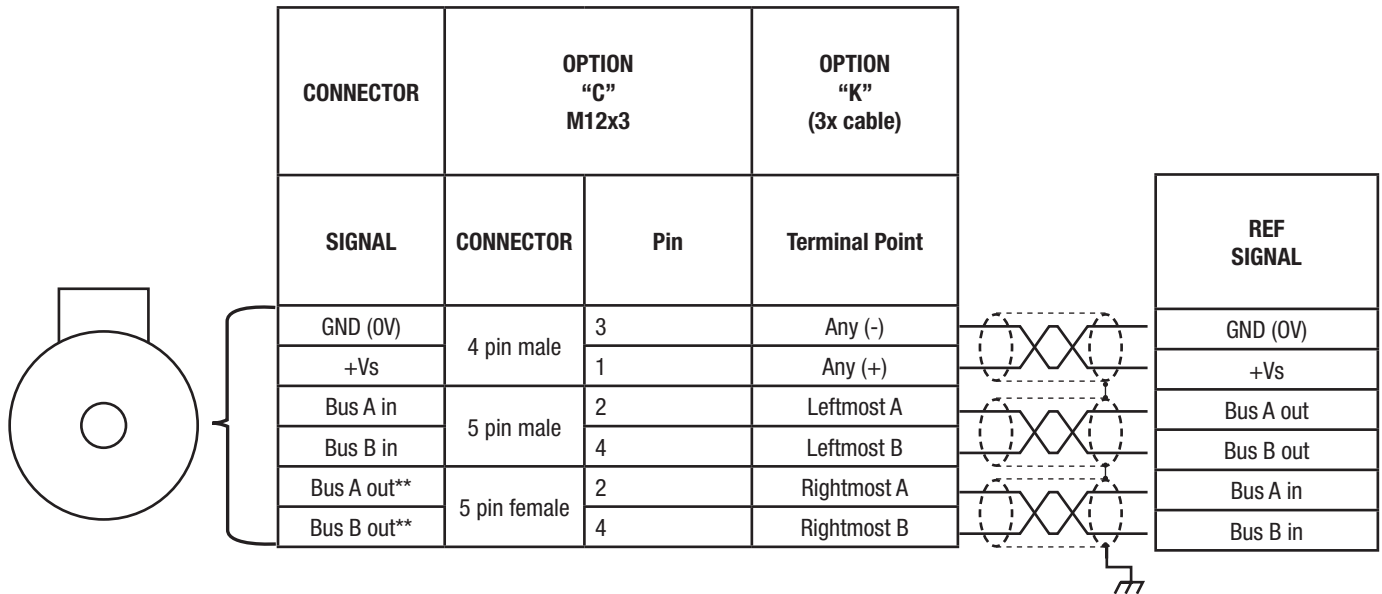 CONNECTOR
OPTION
“C”
M12x3
OPTION
“K”
(3x cable)
SIGNAL
CONNECTOR
Pin
Terminal Point
REF
SIGNAL
GND (0V)
4 pin male
3
Any (-)
GND (0V)
+Vs
1
Any (+)
+Vs
Bus A in
5 pin male
2
Leftmost A
Bus A out
Bus B in
4
Leftmost B
Bus B out
Bus A out**
5 pin female
2
Rightmost A
Bus A in
Bus B out**
4
Rightmost B
Bus B in